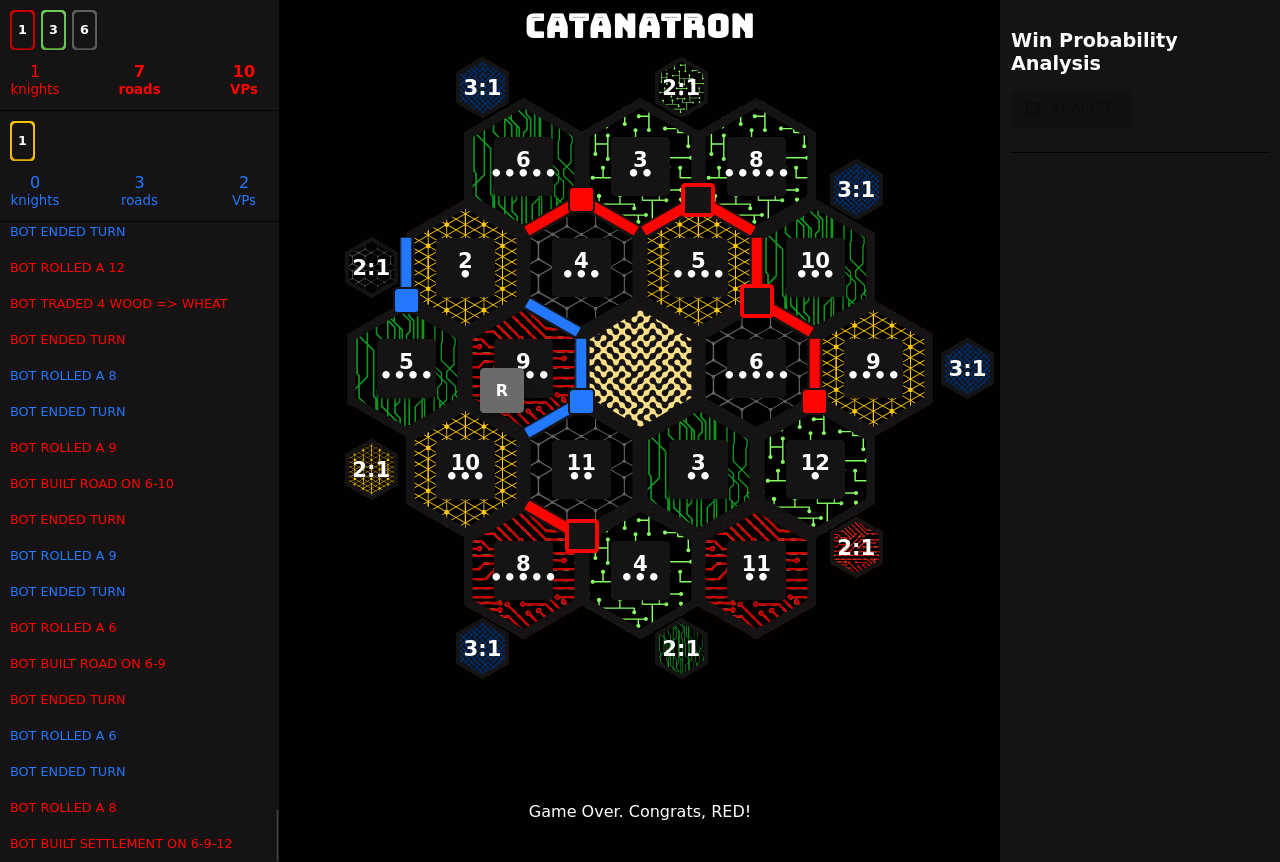 1 3 6
1 7 10
knights roads VPs
1
0 3 2
knights roads VPs
BOT ENDED TURN
BOT ROLLED A 12
BOT TRADED 4 WOOD => WHEAT
BOT ENDED TURN
BOT ROLLED A 8
BOT ENDED TURN
BOT ROLLED A 9
BOT BUILT ROAD ON 6-10
BOT ENDED TURN
BOT ROLLED A 9
BOT ENDED TURN
BOT ROLLED A 6
BOT BUILT ROAD ON 6-9
BOT ENDED TURN
BOT ROLLED A 6
BOT ENDED TURN
BOT ROLLED A 8
BOT BUILT SETTLEMENT ON 6-9-12
CATANATRON
3:1 2:1
6 3 8
3:1
2:1 2 4 5 10
5 9 6 9 3:1
R
2:1 10 11 3 12
8 4 11 2:1
3:1 2:1
Game Over. Congrats, RED!
Win Probability
Analysis
ANALYZE